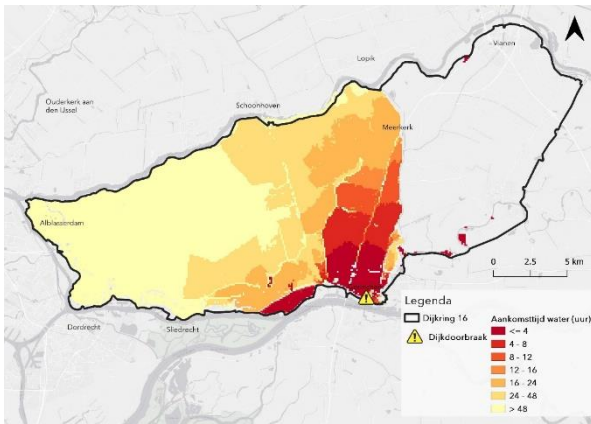 Vianen
Lopik
Ouderkerk aan
den IJssel
Schoonhoven
Meerkerk
Alblasserdam
Dordrecht
Sliedrecht
0 2.5 5 km
Legenda
Dijkring 16
Dijkdoorbraak
Aankomsttijd water (uur)
<= 4
4 - 8
8 - 12
12 - 16
16 - 24
24 - 48
> 48